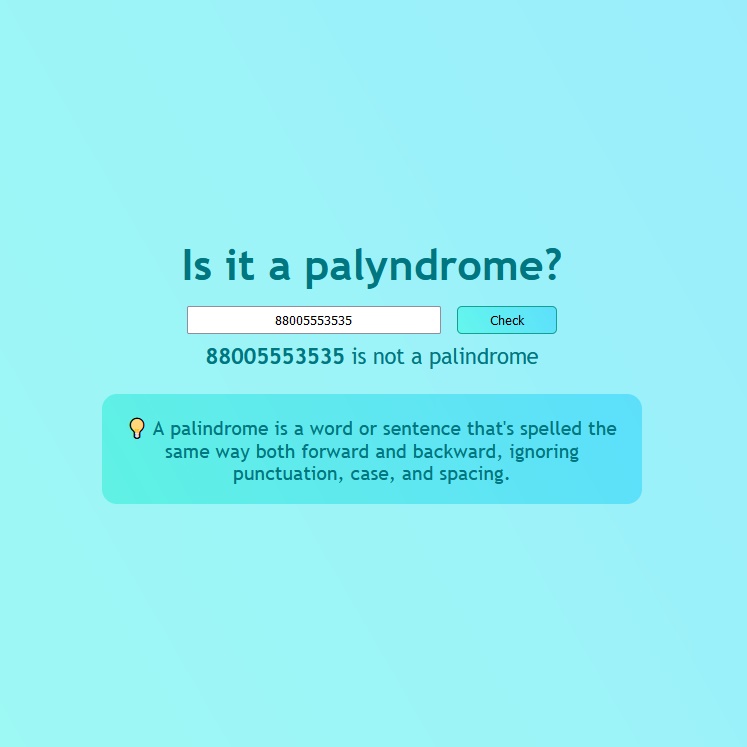 Is it a palyndrome?
88005553535 Check
88005553535 is not a palindrome
💡 A palindrome is a word or sentence that's spelled the
same way both forward and backward, ignoring
punctuation, case, and spacing.